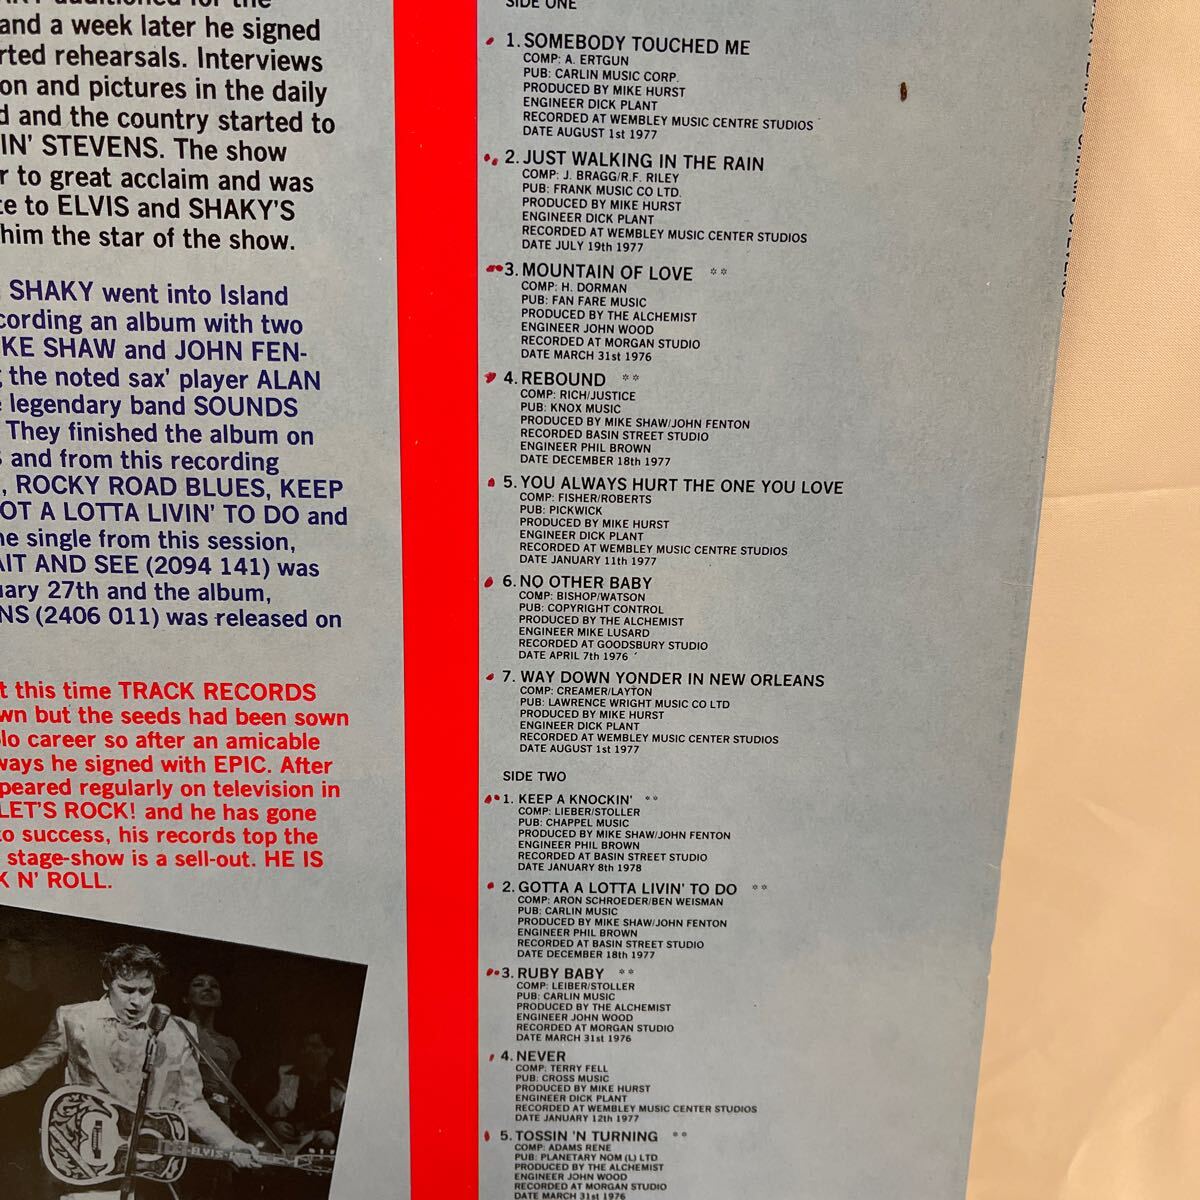 and a week later he signed
rted rehearsals. Interviews
on and pictures in the daily
d and the country started to
IN' STEVENS. The show
r to great acclaim and was
te to ELVIS and SHAKY'S
him the star of the show.
SHAKY went into Island
cording an album with two
KE SHAW and JOHN FEN-
the noted sax' player ALAN
legendary band SOUNDS
They finished the album on
and from this recording
, ROCKY ROAD BLUES, KEEP
OT A LOTTA LIVIN' TO DO and
ne single from this session,
AIT AND SEE (2094 141) was
uary 27th and the album,
NS (2406 011) was released on
t this time TRACK RECORDS
wn but the seeds had been sown
lo career so after an amicable
ways he signed with EPIC. After
peared regularly on television in
LET'S ROCK! and he has gone
to success, his records top the
stage-show is a sell-out. HE IS
K N' ROLL.
ELVIS
SIDE ONE
1. SOMEBODY TOUCHED ME
COMP: A. ERTGUN
PUB: CARLIN MUSIC CORP.
PRODUCED BY MIKE HURST
ENGINEER DICK PLANT
RECORDED AT WEMBLEY MUSIC CENTRE STUDIOS
DATE AUGUST 1st 1977
2. JUST WALKING IN THE RAIN
COMP: J. BRAGG/R.F. RILEY
PUB: FRANK MUSIC CO LTD.
PRODUCED BY MIKE HURST
ENGINEER DICK PLANT
RECORDED AT WEMBLEY MUSIC CENTER STUDIOS
DATE JULY 19th 1977
3. MOUNTAIN OF LOVE **
COMP: H. DORMAN
PUB: FAN FARE MUSIC
PRODUCED BY THE ALCHEMIST
ENGINEER JOHN WOOD
RECORDED AT MORGAN STUDIO
DATE MARCH 31st 1976
4. REBOUND **
COMP: RICH/JUSTICE
PUB: KNOX MUSIC
PRODUCED BY MIKE SHAW/JOHN FENTON
RECORDED BASIN STREET STUDIO
ENGINEER PHIL BROWN
DATE DECEMBER 18th 1977
5. YOU ALWAYS HURT THE ONE YOU LOVE
COMP: FISHER/ROBERTS
PUB: PICKWICK
PRODUCED BY MIKE HURST
ENGINEER DICK PLANT
RECORDED AT WEMBLEY MUSIC CENTRE STUDIOS
DATE JANUARY 11th 1977
6. NO OTHER BABY
COMP: BISHOP/WATSON
PUB: COPYRIGHT CONTROL
PRODUCED BY THE ALCHEMIST
ENGINEER MIKE LUSARD
RECORDED AT GOODSBURY STUDIO
DATE APRIL 7th 1976
7. WAY DOWN YONDER IN NEW ORLEANS
COMP: CREAMER/LAYTON
PUB: LAWRENCE WRIGHT MUSIC CO LTD
PRODUCED BY MIKE HURST
ENGINEER DICK PLANT
RECORDED AT WEMBLEY MUSIC CENTER STUDIOS
DATE AUGUST 1st 1977
SIDE TWO
1. KEEP A KNOCKIN' **
COMP: LIEBER/STOLLER
PUB: CHAPPEL MUSIC
PRODUCED BY MIKE SHAW/JOHN FENTON
ENGINEER PHIL BROWN
RECORDED AT BASIN STREET STUDIO
DATE JANUARY 8th 1978
2. GOTTA A LOTTA LIVIN' TO DO **
COMP: ARON SCHROEDER/BEN WEISMAN
PUB: CARLIN MUSIC
PRODUCED BY MIKE SHAW/JOHN FENTON
ENGINEER PHIL BROWN
RECORDED AT BASIN STREET STUDIO
DATE DECEMBER 18th 1977
3. RUBY BABY **
COMP: LEIBER/STOLLER
PUB: CARLIN MUSIC
PRODUCED BY THE ALCHEMIST
ENGINEER JOHN WOOD
RECORDED AT MORGAN STUDIO
DATE MARCH 31st 1976
4. NEVER
COMP: TERRY FELL
PUB: CROSS MUSIC
PRODUCED BY MIKE HURST
ENGINEER DICK PLANT
RECORDED AT WEMBLEY MUSIC CENTER STUDIOS
DATE JANUARY 12th 1977
5. TOSSIN 'N TURNING **
COMP: ADAMS RENE
PUB: PLANETARY NOM (L) LTD
PRODUCED BY THE ALCHEMIST
ENGINEER JOHN WOOD
RECORDED AT MORGAN STUDIO
DATE MARCH 31st 1976